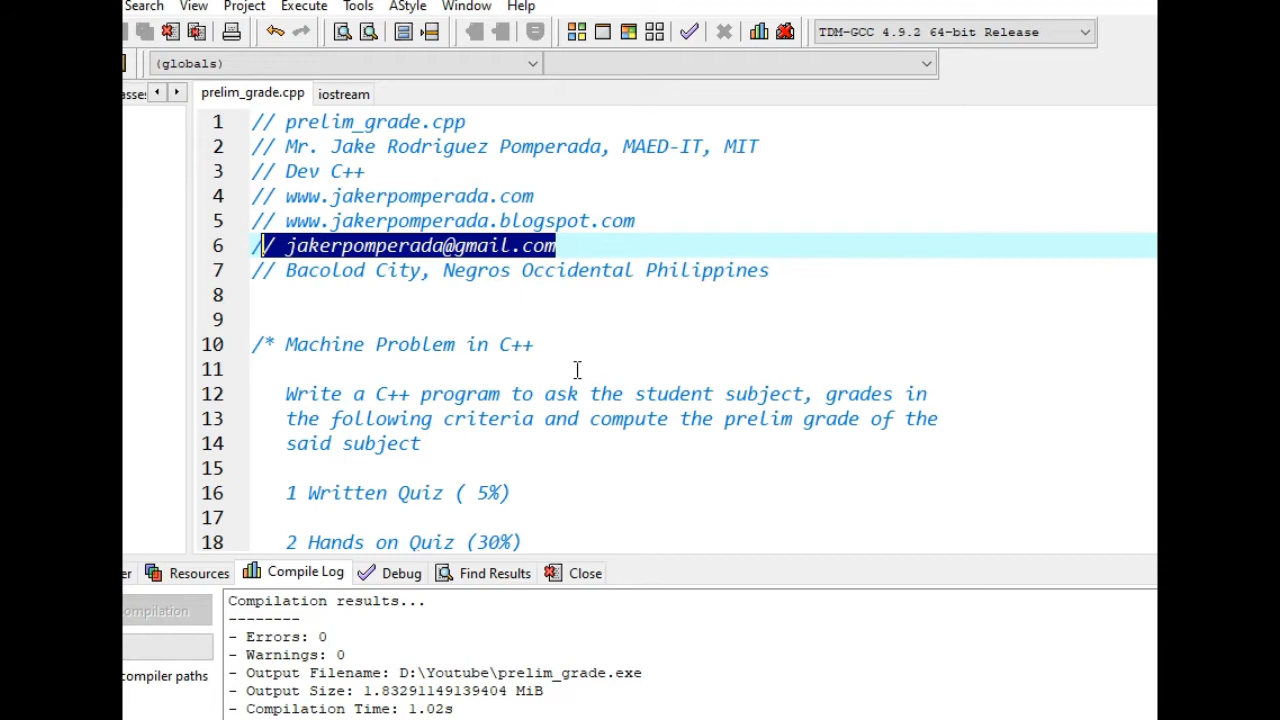 Search View Project Execute Tools AStyle Window Help
TDM-GCC 4.9.2 64-bit Release
(globals)
prelim_grade.cpp iostream
1 // prelim_grade.cpp
2 // Mr. Jake Rodriguez Pomperada, MAED-IT, MIT
3 // Dev C++
4 // www.jakerpomperada.com
5 // www.jakerpomperada.blogspot.com
6 // jakerpomperada@gmail.com
7 // Bacolod City, Negros Occidental Philippines
8
9
10 /* Machine Problem in C++
11
12 Write a C++ program to ask the student subject, grades in
13 the following criteria and compute the prelim grade of the
14 said subject
15
16 1 Written Quiz ( 5%)
17
18 2 Hands on Quiz (30%)
Resources Compile Log Debug Find Results Close
Compilation results...
--------
- Errors: 0
- Warnings: 0
- Output Filename: D:\Youtube\prelim_grade.exe
- Output Size: 1.83291149139404 MiB
- Compilation Time: 1.02s
compiler paths